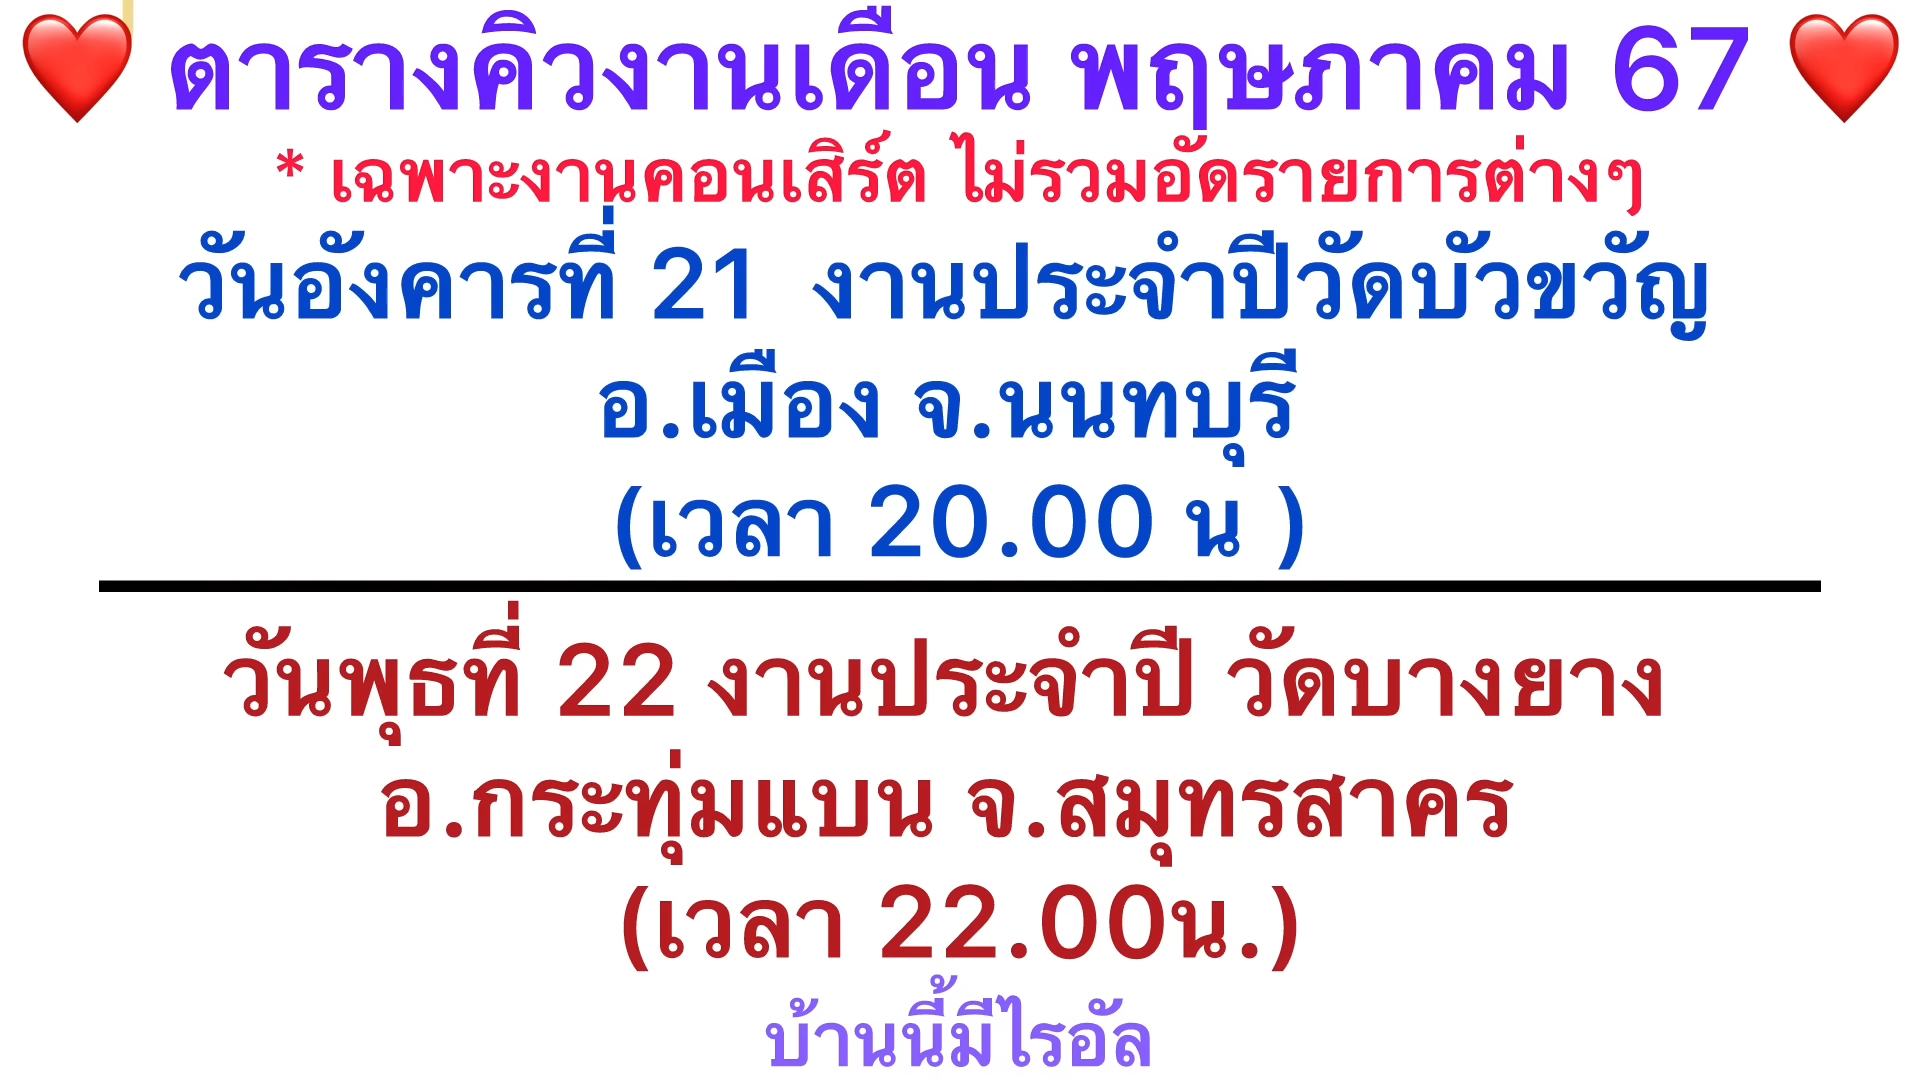 ตารางคิวงานเดือน พฤษภาคม 67
* เฉพาะงานคอนเสิร์ต ไม่รวมอัดรายการต่างๆ
วันอังคารที่ 21 งานประจำปีวัดบัวขวัญ
อ.เมือง จ.นนทบุรี
(เวลา 20.00 น )
วันพุธที่ 22 งานประจำปี วัดบางยาง
อ.กระทุ่มแบน จ.สมุทรสาคร
(เวลา 22.00น.)
บ้านนี้มีไรอัล